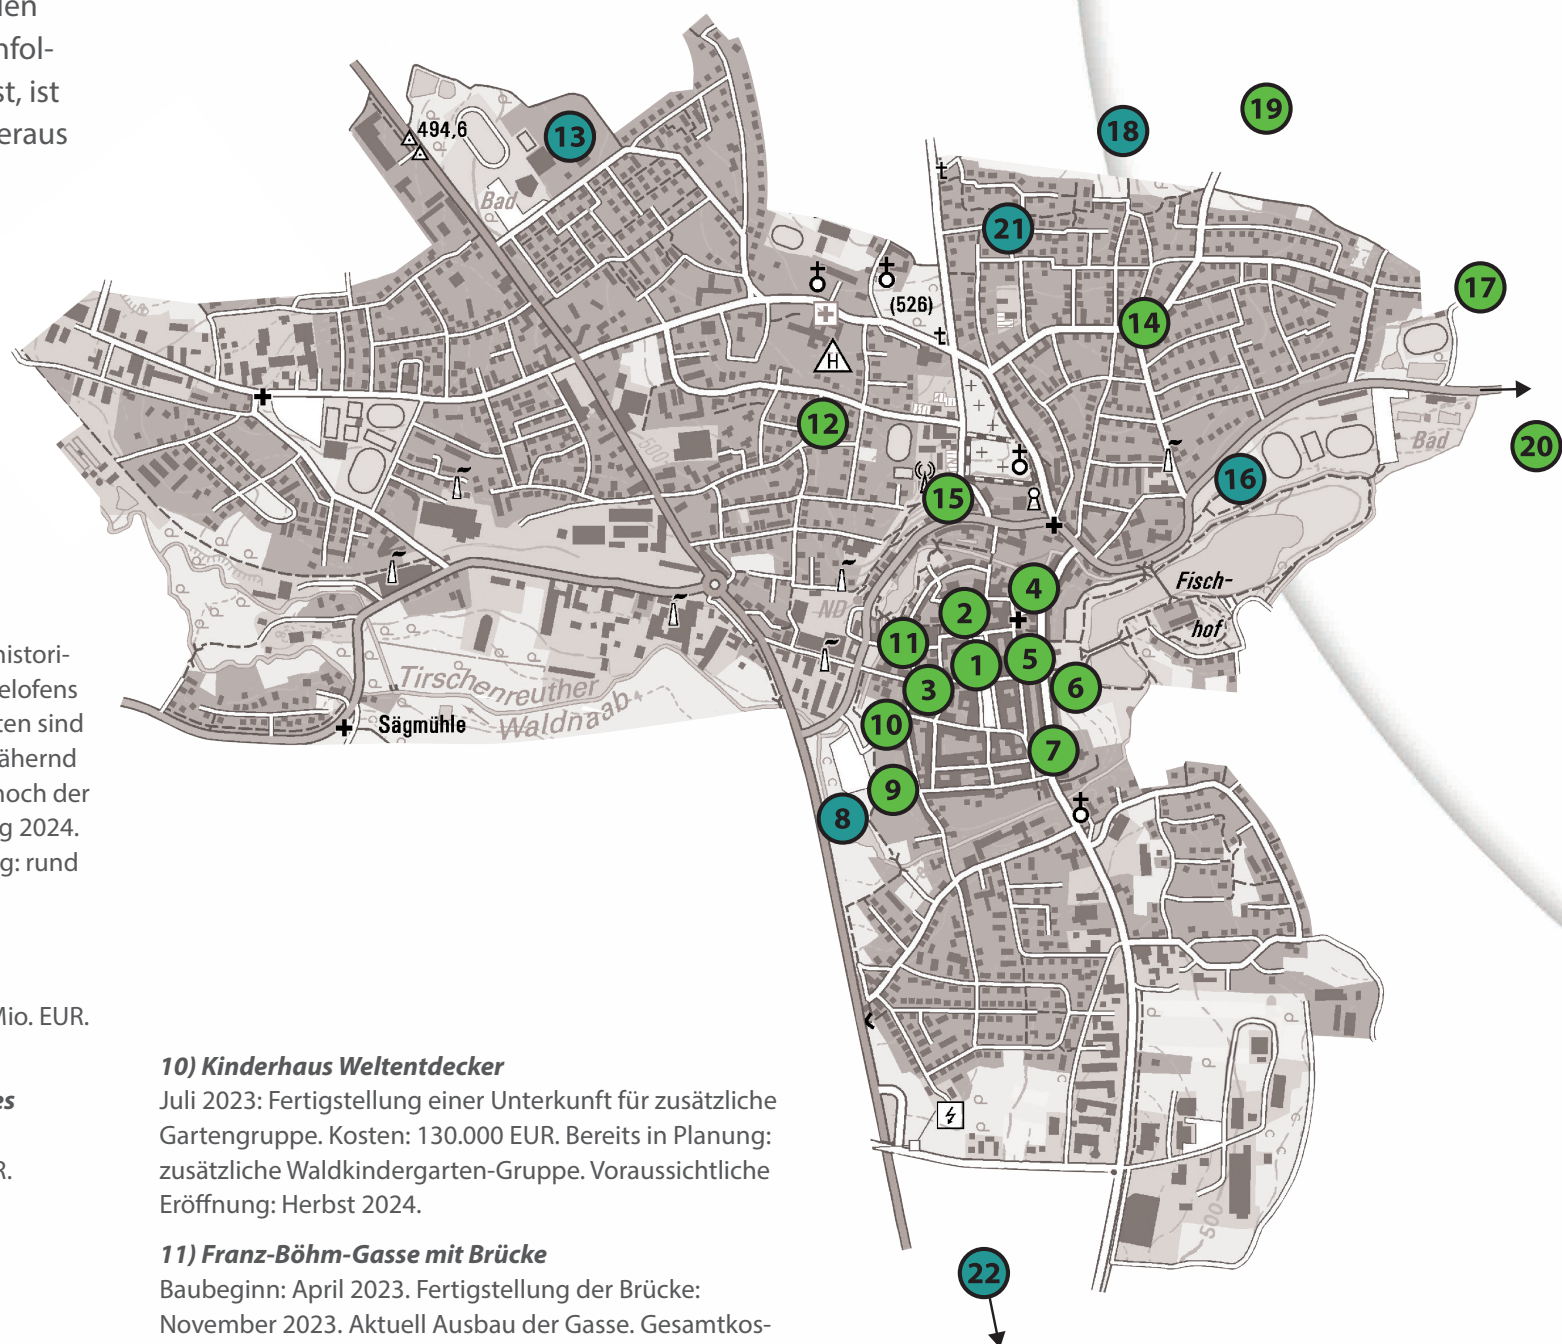 den
nfol-
st, ist
eraus
histori-
elofens
ten sind
ähernd
noch der
g 2024.
g: rund
Mio. EUR.
es
R.
10) Kinderhaus Weltentdecker
Juli 2023: Fertigstellung einer Unterkunft für zusätzliche
Gartengruppe. Kosten: 130.000 EUR. Bereits in Planung:
zusätzliche Waldkindergarten-Gruppe. Voraussichtliche
Eröffnung: Herbst 2024.
11) Franz-Böhm-Gasse mit Brücke
Baubeginn: April 2023. Fertigstellung der Brücke:
November 2023. Aktuell Ausbau der Gasse. Gesamtkos-
19
18
13
494,6
Bad
21
17
(526)
14
H
12
500
Bad
20
16
15
Fisch-
hof
4
2
ND
11
5
1
6
3
Tirschenreuther
Waldnaab
Sägmühle
10
7
9
8
500
22